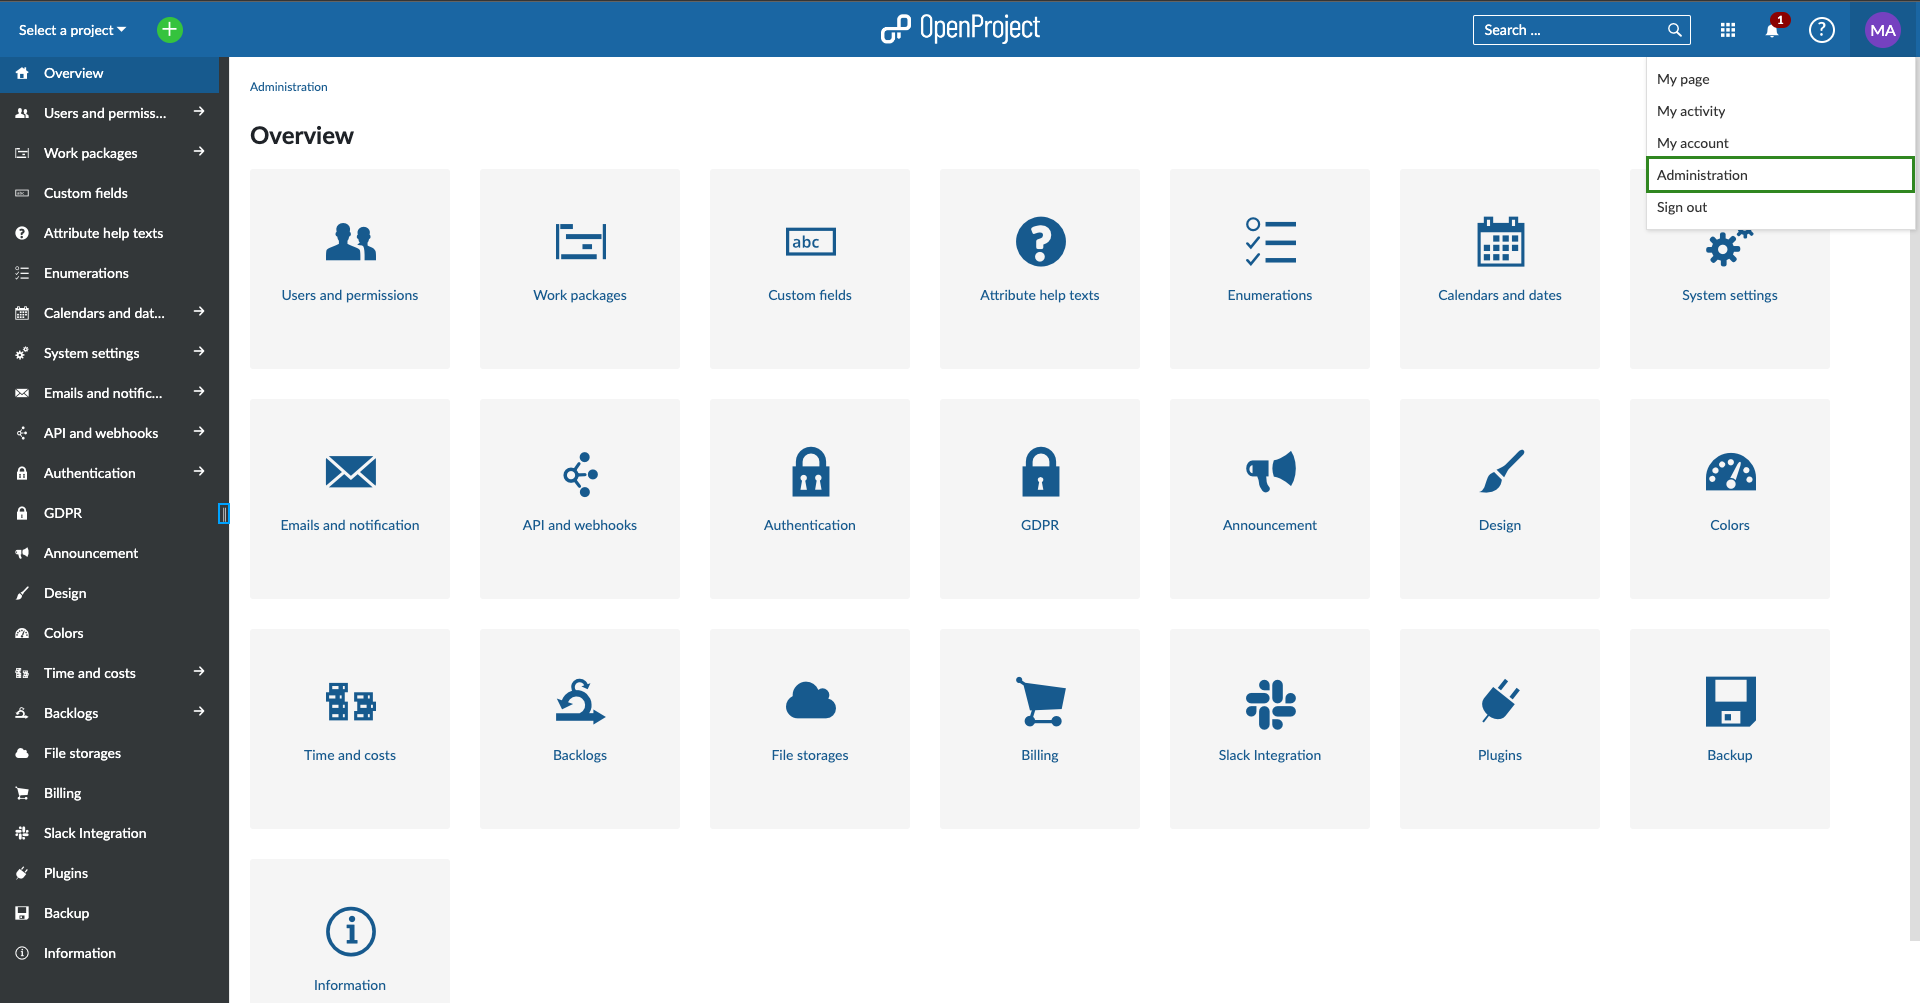 Select a project
OpenProject
Search ...
1
?
MA
Overview
Users and permiss...
Work packages
Custom fields
Attribute help texts
Enumerations
Calendars and dat...
System settings
Emails and notific...
API and webhooks
Authentication
GDPR
Announcement
Design
Colors
Time and costs
Backlogs
File storages
Billing
Slack Integration
Plugins
Backup
Information
Administration
Overview
My page
My activity
My account
Administration
Sign out
abc
?
Users and permissions
Work packages
Custom fields
Attribute help texts
Enumerations
Calendars and dates
System settings
Emails and notification
API and webhooks
Authentication
GDPR
Announcement
Design
Colors
Time and costs
Backlogs
File storages
Billing
Slack Integration
Plugins
Backup
Information